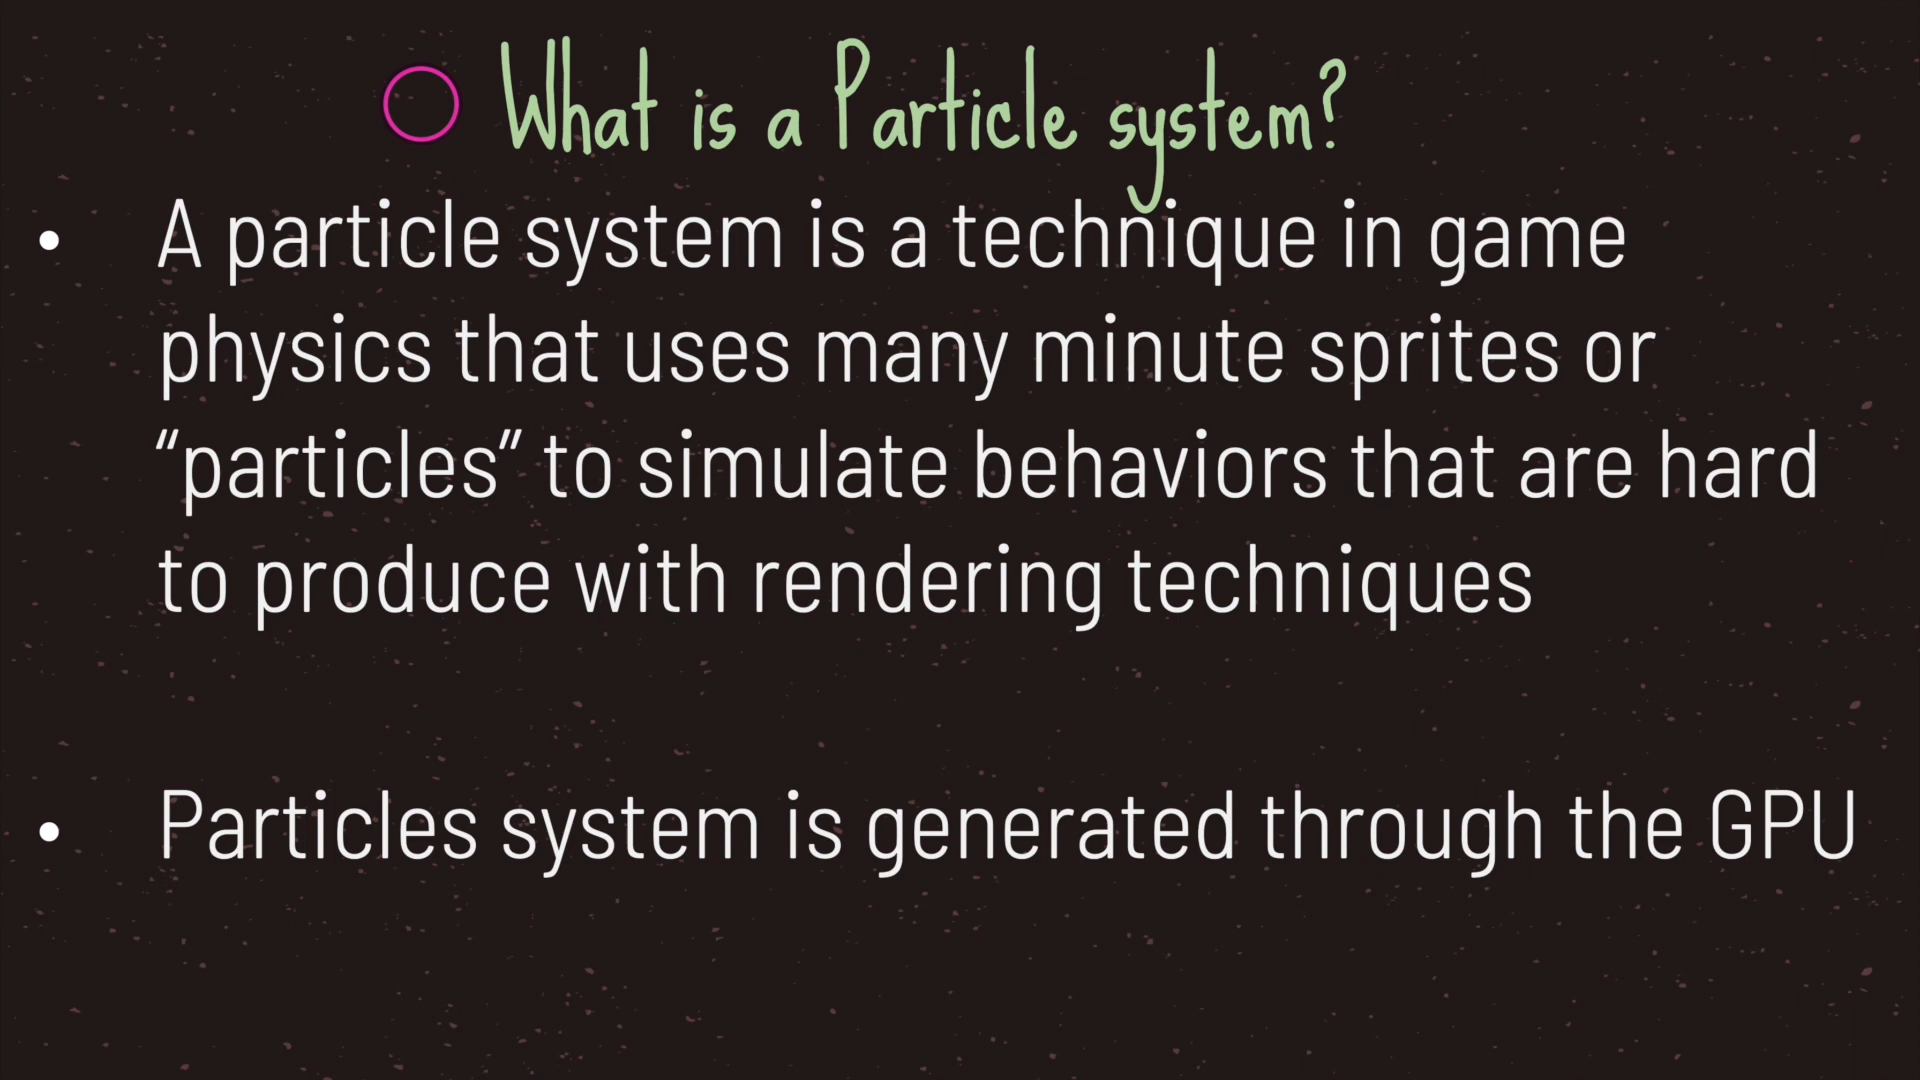 What is a Particle system?
• A particle system is a technique in game
physics that uses many minute sprites or
“particles” to simulate behaviors that are hard
to produce with rendering techniques
• Particles system is generated through the GPU